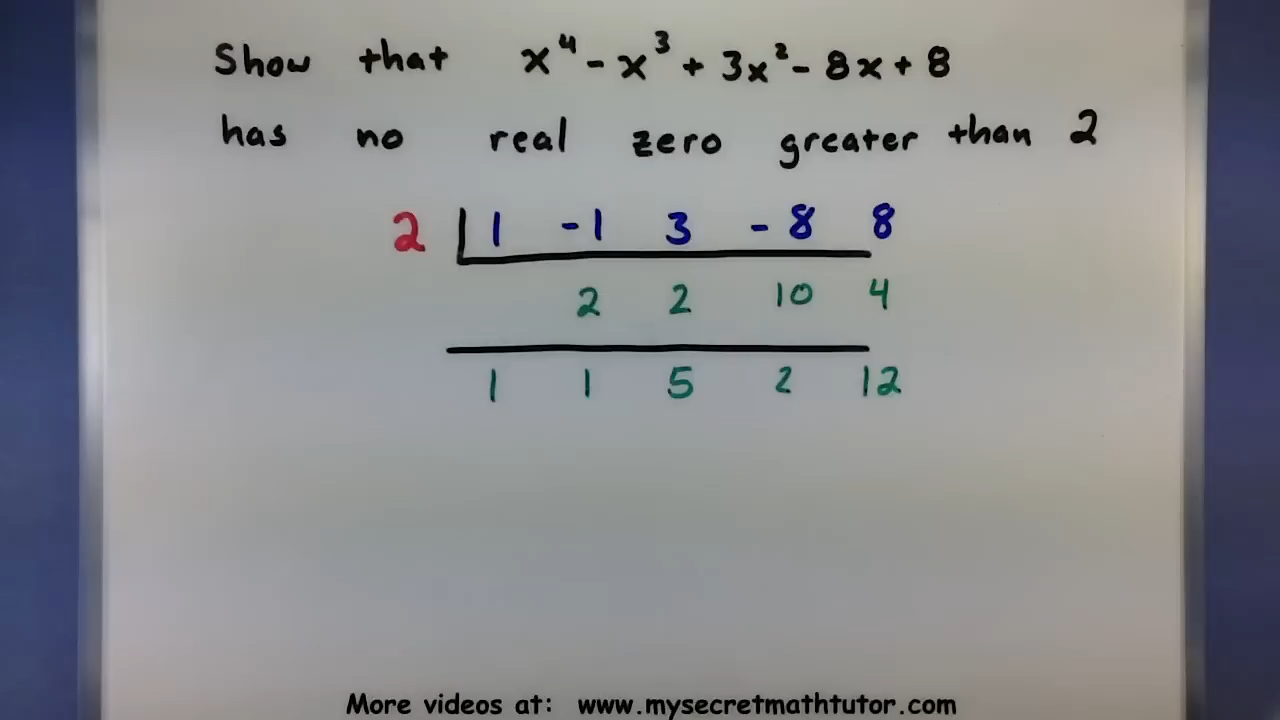 Show that x⁴ - x³ + 3x² - 8x + 8
has no real zero greater than 2
2 | 1 -1 3 -8 8
2 2 10 4
1 1 5 2 12
More videos at: www.mysecretmathtutor.com